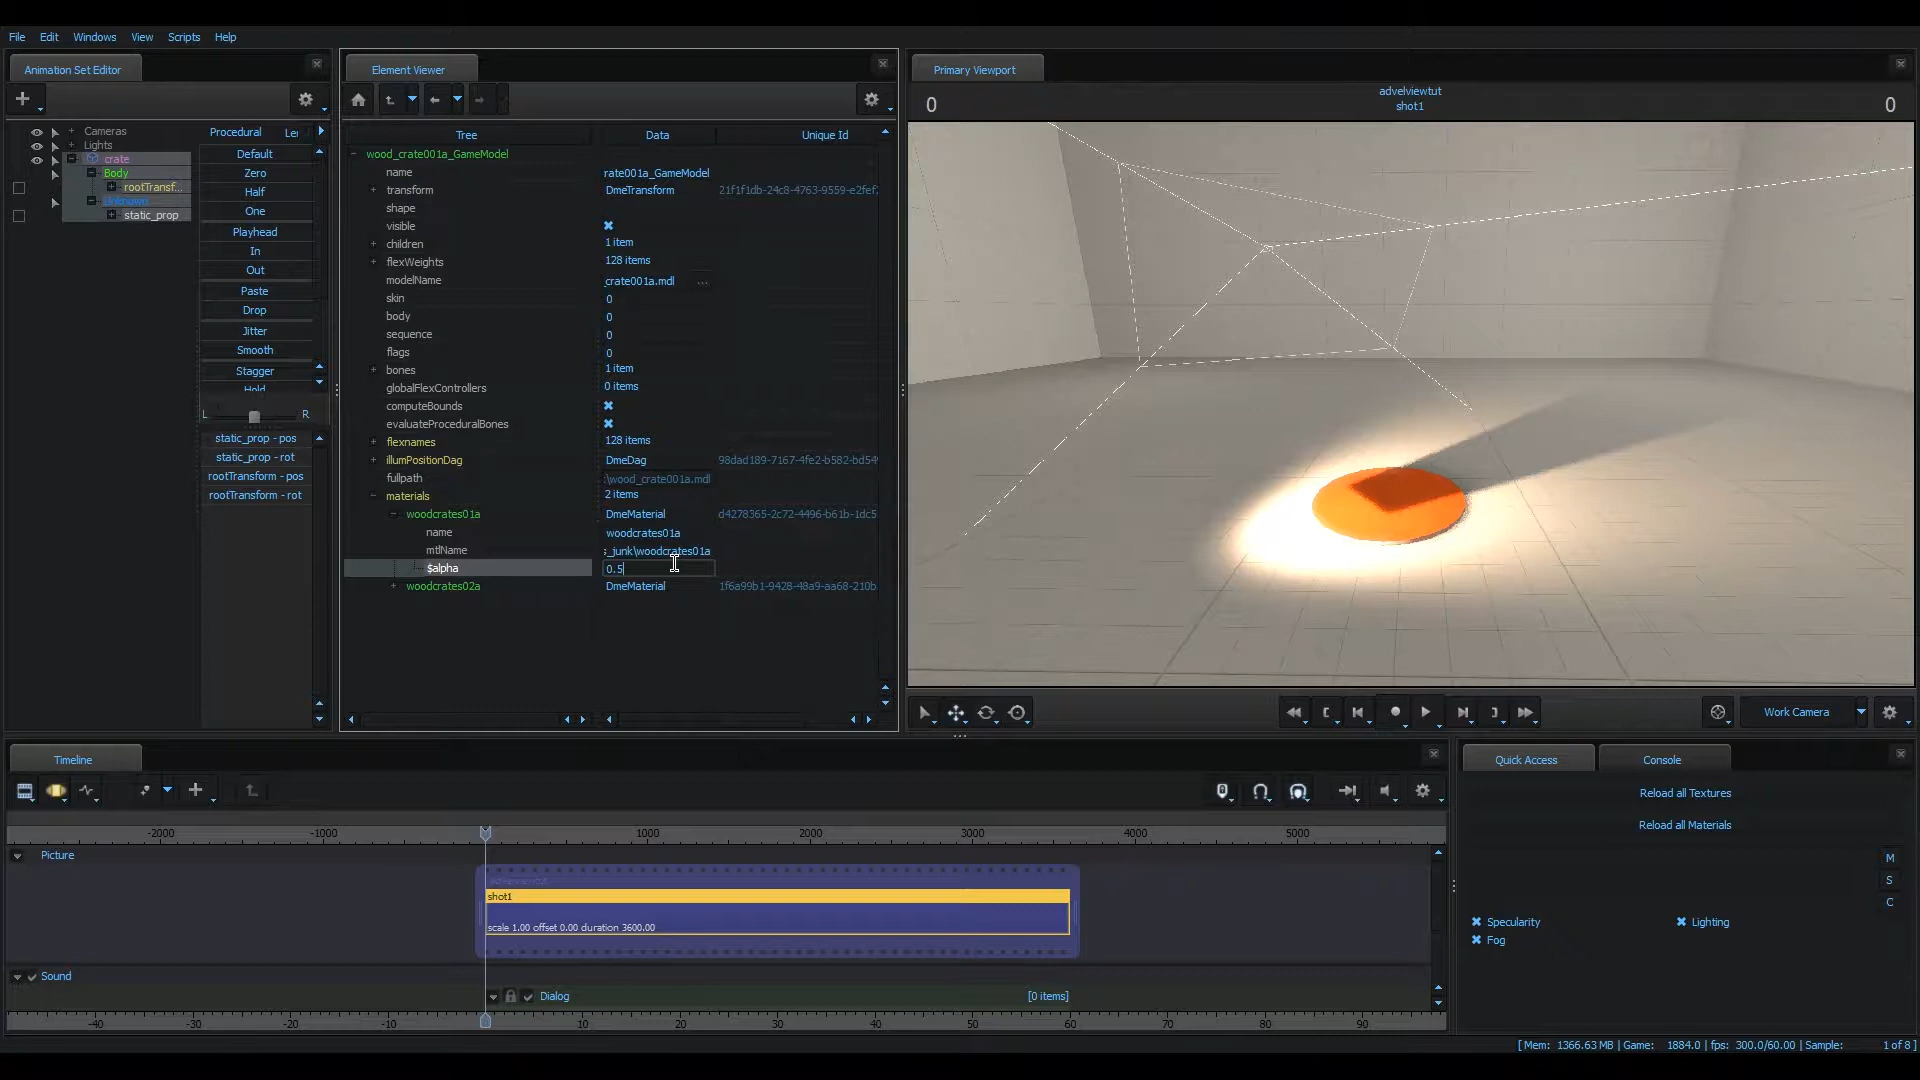 File Edit Windows View Scripts Help
Animation Set Editor
Cameras
Lights
crate
Body
rootTransf...
Unknown
static_prop
Procedural
Default
Zero
Half
One
Playhead
In
Out
Paste
Drop
Jitter
Smooth
Stagger
Hold
L R
static_prop - pos
static_prop - rot
rootTransform - pos
rootTransform - rot
Element Viewer
Tree Data Unique Id
wood_crate001a_GameModel
name rate001a_GameModel
transform DmeTransform 21f1f1db-24c8-4763-9559-e2fef
shape
visible
children 1 item
flexWeights 128 items
modelName _crate001a.mdl ...
skin 0
body 0
sequence 0
flags 0
bones 1 item
globalFlexControllers 0 items
computeBounds
evaluateProceduralBones
flexnames 128 items
illumPositionDag DmeDag 98dad189-7167-4fe2-b582-bd54
fullpath :\wood_crate001a.mdl
materials 2 items
woodcrates01a DmeMaterial d4278365-2c72-4496-b61b-1dc5
name woodcrates01a
mtlName s_junk\woodcrates01a
$alpha 0.5
woodcrates02a DmeMaterial 1f6a99b1-9428-48a9-aa68-210b
Primary Viewport
0 advelviewtut 0
shot1
Work Camera
Timeline
-2000 -1000 1000 2000 3000 4000 5000
Picture
shot1
scale 1.00 offset 0.00 duration 3600.00
Sound
Dialog [0 items]
-40 -30 -20 -10 10 20 30 40 50 60 70 80 90
Quick Access Console
Reload all Textures
Reload all Materials
M
S
C
Specularity Lighting
Fog
[ Mem: 1366.63 MB | Game: 1884.0 | fps: 300.0/60.00 | Sample: 1 of 8 ]